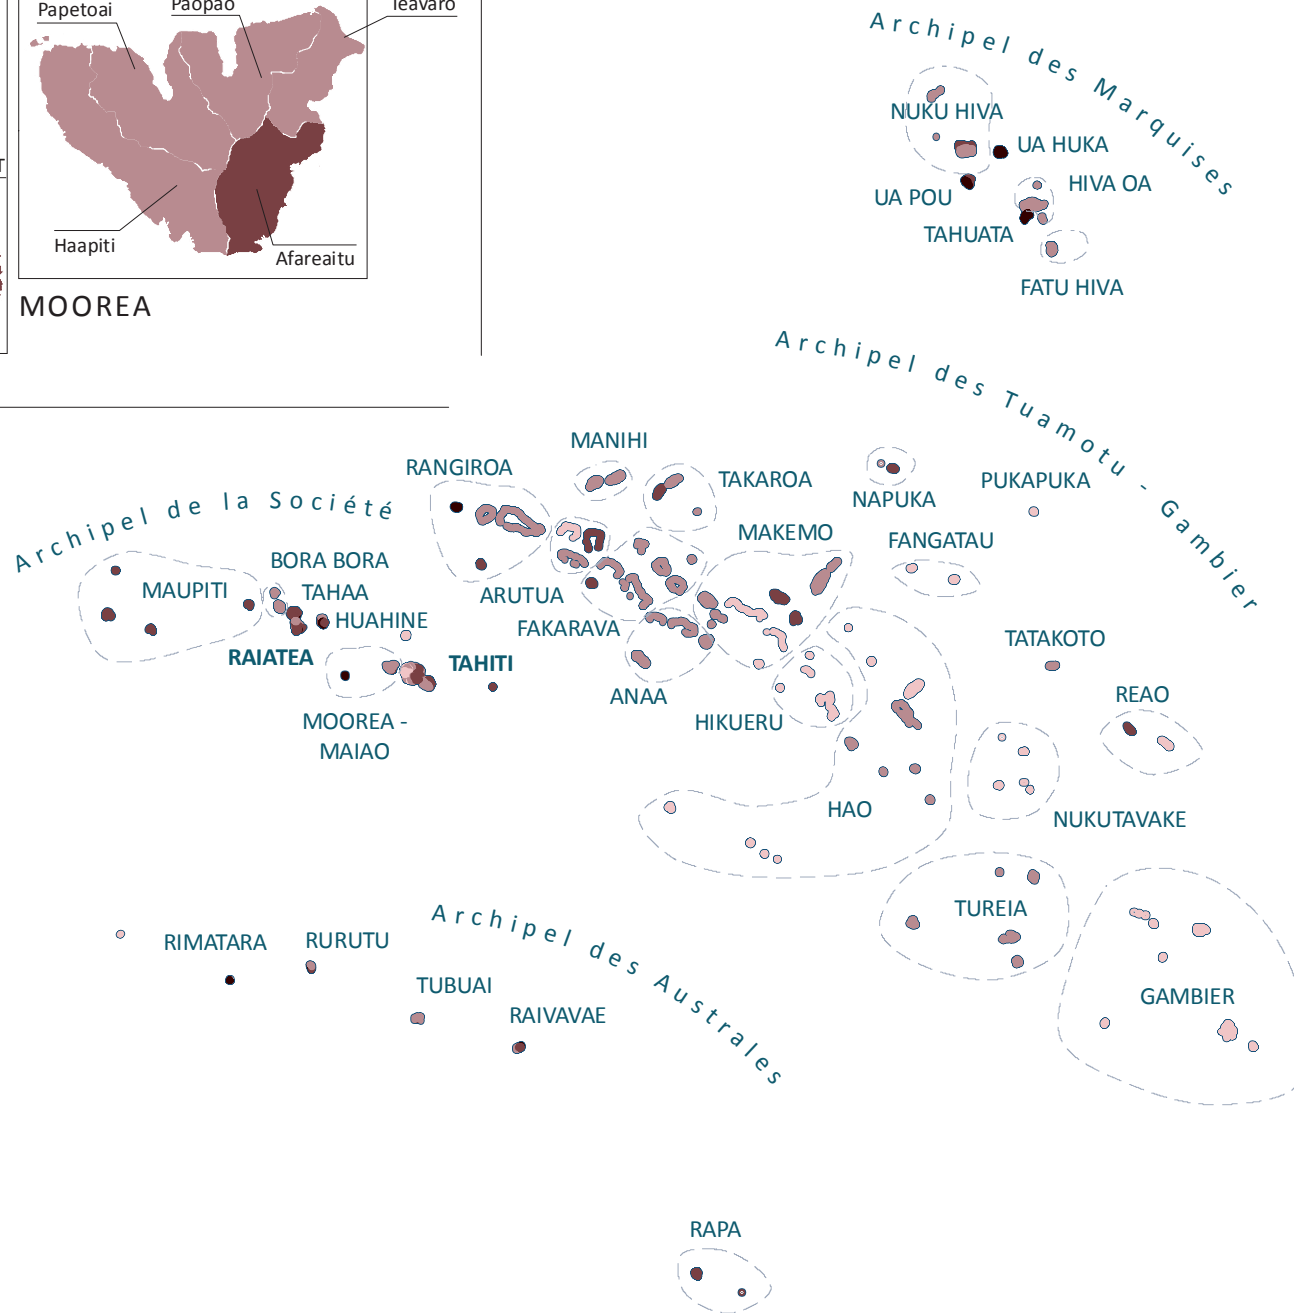 Papetoai
Paopao
Teavaro
Haapiti
Afareaitu
MOOREA
Archipel des Marquises
NUKU HIVA
UA HUKA
HIVA OA
UA POU
TAHUATA
FATU HIVA
Archipel des Tuamotu - Gambier
MANIHI
RANGIROA
TAKAROA
NAPUKA
PUKAPUKA
Archipel de la Société
MAKEMO
FANGATAU
BORA BORA
MAUPITI
TAHAA
ARUTUA
HUAHINE
FAKARAVA
TATAKOTO
RAIATEA
TAHITI
ANAA
REAO
MOOREA -
MAIAO
HIKUERU
HAO
NUKUTAVAKE
TUREIA
Archipel des Australes
RIMATARA
RURUTU
TUBUAI
RAIVAVAE
GAMBIER
RAPA